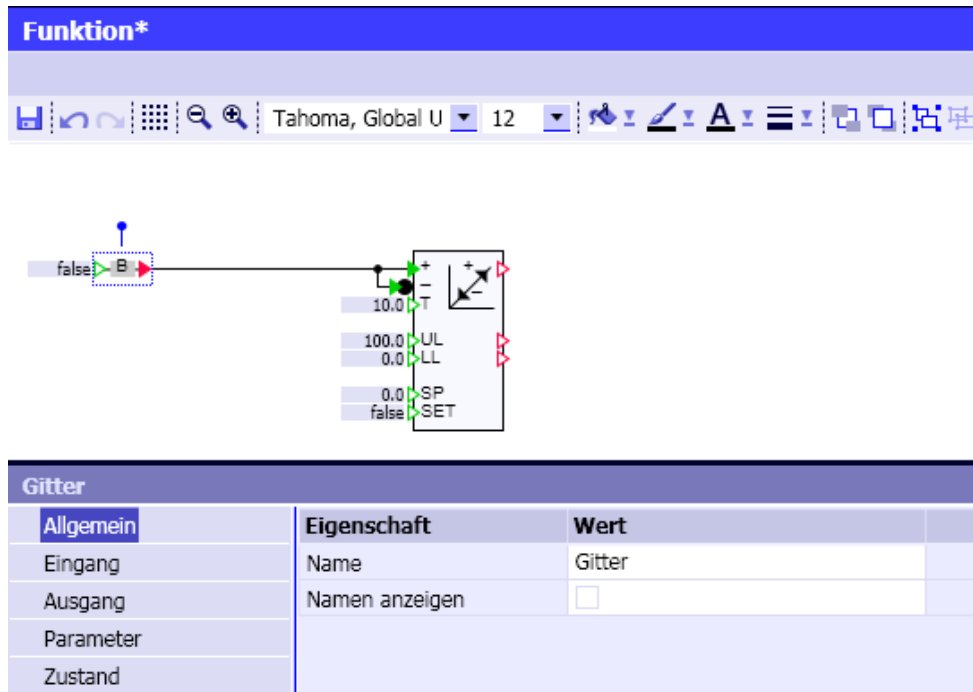 Funktion*
Tahoma, Global U 12 A
false B + +
− −
10.0 T
100.0 UL
0.0 LL
0.0 SP
false SET
Gitter
Allgemein Eigenschaft Wert
Eingang Name Gitter
Ausgang Namen anzeigen
Parameter
Zustand